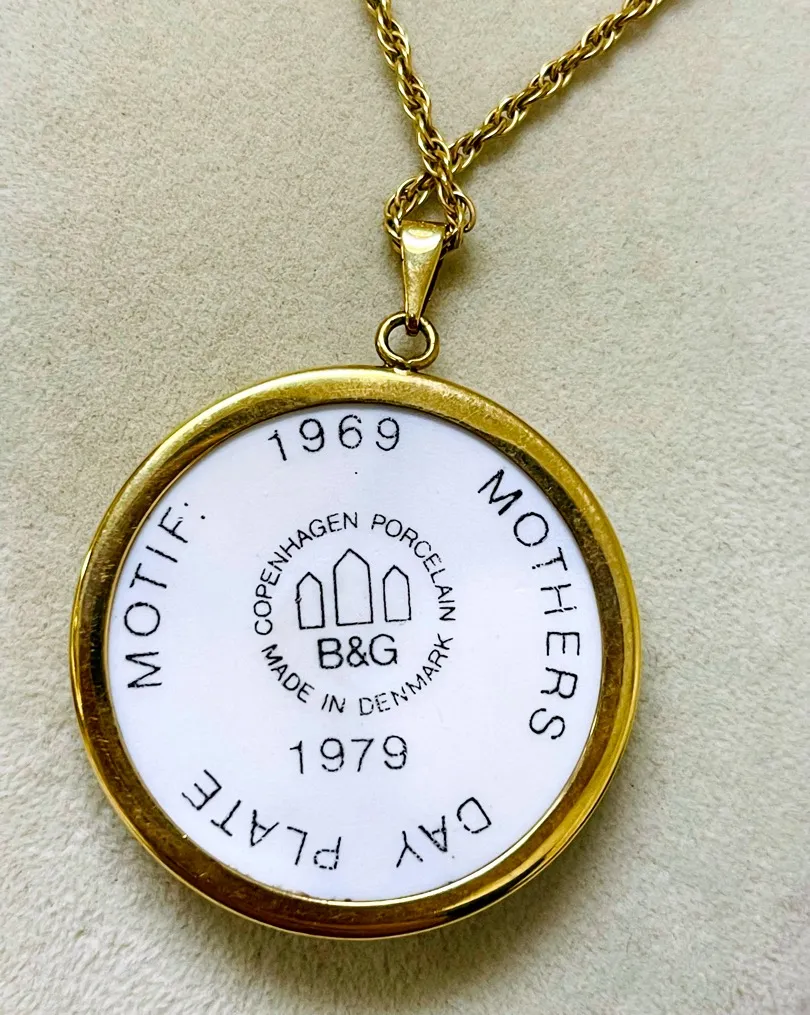 MOTIF: 1969 MOTHERS DAY PLATE
COPENHAGEN PORCELAIN
B&G
MADE IN DENMARK
1979